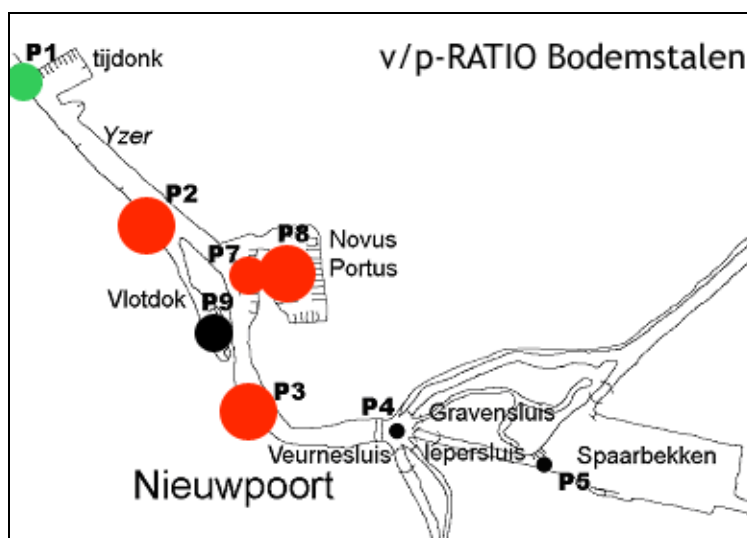 v/p-RATIO Bodemstalen
P1
tijdonk
Yzer
P2
P8
P7
Novus
Portus
Vlotdok
P9
P3
P4
Gravensluis
Veurnesluis
Iepersluis
Spaarbekken
P5
Nieuwpoort